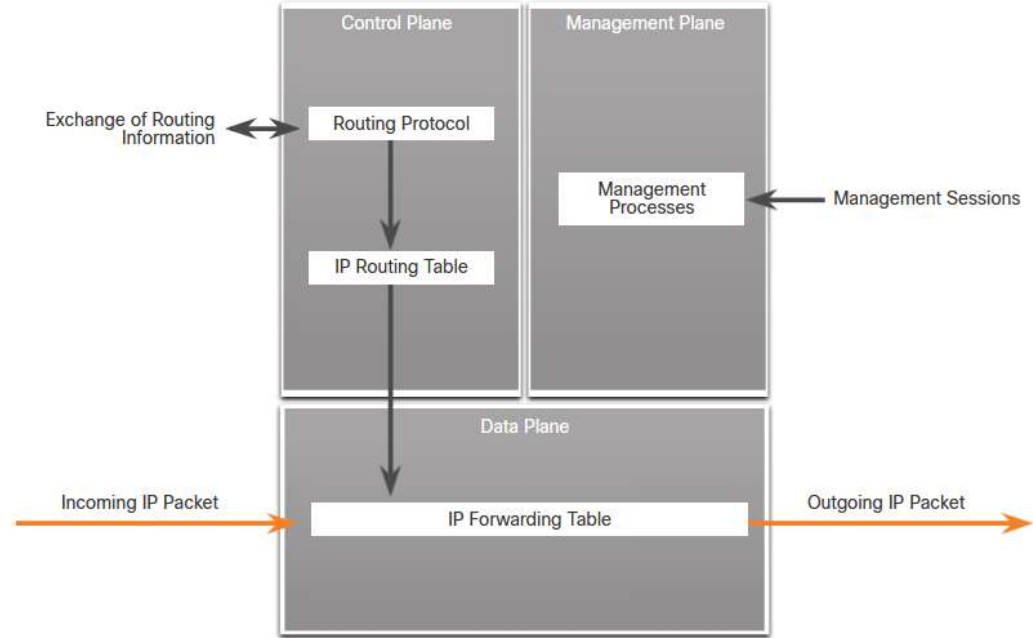 Control Plane
Management Plane
Exchange of Routing
Information
Routing Protocol
Management
Processes
Management Sessions
IP Routing Table
Data Plane
Incoming IP Packet
IP Forwarding Table
Outgoing IP Packet